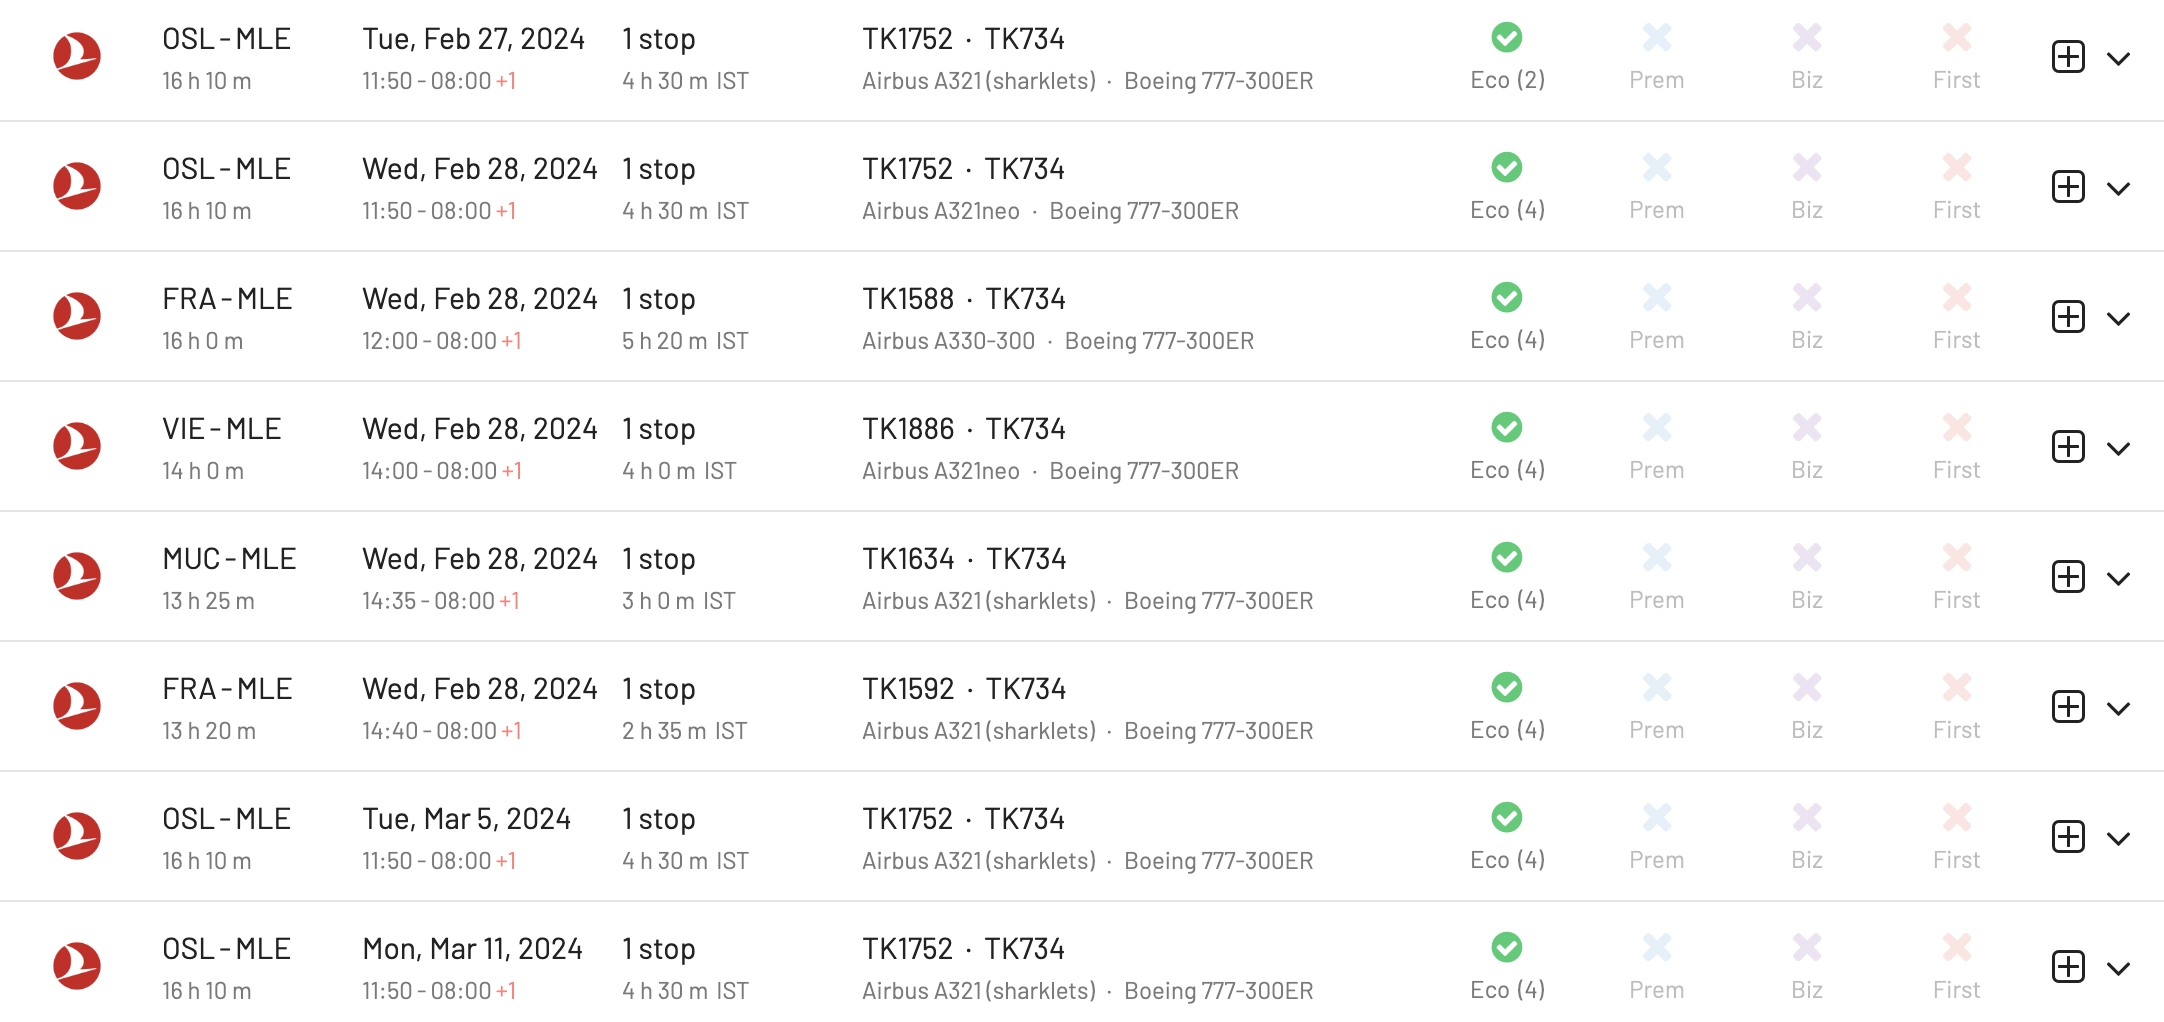 OSL - MLE Tue, Feb 27, 2024 1 stop TK1752 · TK734
16 h 10 m 11:50 - 08:00 +1 4 h 30 m IST Airbus A321 (sharklets) · Boeing 777-300ER Eco (2) Prem Biz First
OSL - MLE Wed, Feb 28, 2024 1 stop TK1752 · TK734
16 h 10 m 11:50 - 08:00 +1 4 h 30 m IST Airbus A321neo · Boeing 777-300ER Eco (4) Prem Biz First
FRA - MLE Wed, Feb 28, 2024 1 stop TK1588 · TK734
16 h 0 m 12:00 - 08:00 +1 5 h 20 m IST Airbus A330-300 · Boeing 777-300ER Eco (4) Prem Biz First
VIE - MLE Wed, Feb 28, 2024 1 stop TK1886 · TK734
14 h 0 m 14:00 - 08:00 +1 4 h 0 m IST Airbus A321neo · Boeing 777-300ER Eco (4) Prem Biz First
MUC - MLE Wed, Feb 28, 2024 1 stop TK1634 · TK734
13 h 25 m 14:35 - 08:00 +1 3 h 0 m IST Airbus A321 (sharklets) · Boeing 777-300ER Eco (4) Prem Biz First
FRA - MLE Wed, Feb 28, 2024 1 stop TK1592 · TK734
13 h 20 m 14:40 - 08:00 +1 2 h 35 m IST Airbus A321 (sharklets) · Boeing 777-300ER Eco (4) Prem Biz First
OSL - MLE Tue, Mar 5, 2024 1 stop TK1752 · TK734
16 h 10 m 11:50 - 08:00 +1 4 h 30 m IST Airbus A321 (sharklets) · Boeing 777-300ER Eco (4) Prem Biz First
OSL - MLE Mon, Mar 11, 2024 1 stop TK1752 · TK734
16 h 10 m 11:50 - 08:00 +1 4 h 30 m IST Airbus A321 (sharklets) · Boeing 777-300ER Eco (4) Prem Biz First